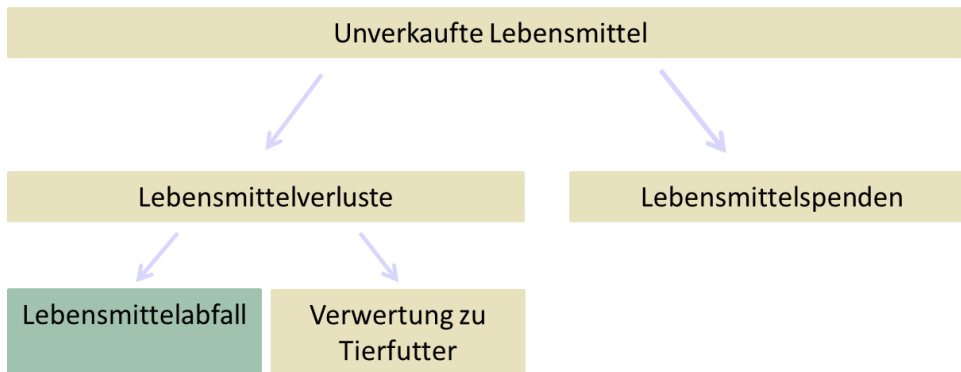 Unverkaufte Lebensmittel
Lebensmittelverluste
Lebensmittelspenden
Lebensmittelabfall
Verwertung zu
Tierfutter